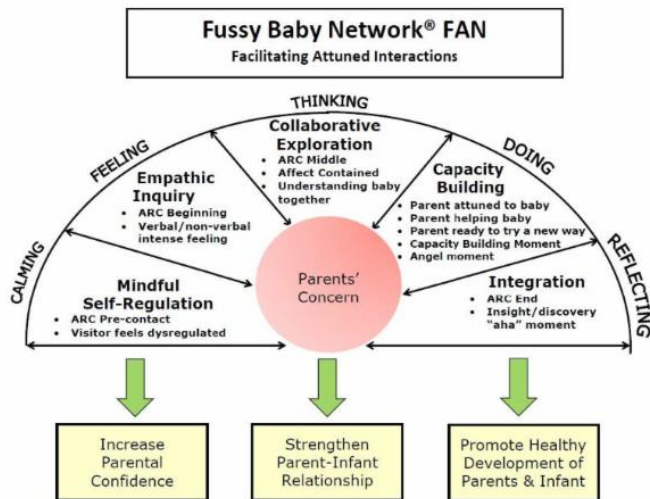 Fussy Baby Network® FAN
Facilitating Attuned Interactions
CALMING
FEELING
THINKING
DOING
REFLECTING
Mindful
Self-Regulation
• ARC Pre-contact
• Visitor feels dysregulated
Empathic
Inquiry
• ARC Beginning
• Verbal/non-verbal
intense feeling
Collaborative
Exploration
• ARC Middle
• Affect Contained
• Understanding baby
together
Capacity
Building
• Parent attuned to baby
• Parent helping baby
• Parent ready to try a new way
• Capacity Building Moment
• Angel moment
Integration
• ARC End
• Insight/discovery
"aha" moment
Parents'
Concern
Increase
Parental
Confidence
Strengthen
Parent-Infant
Relationship
Promote Healthy
Development of
Parents & Infant